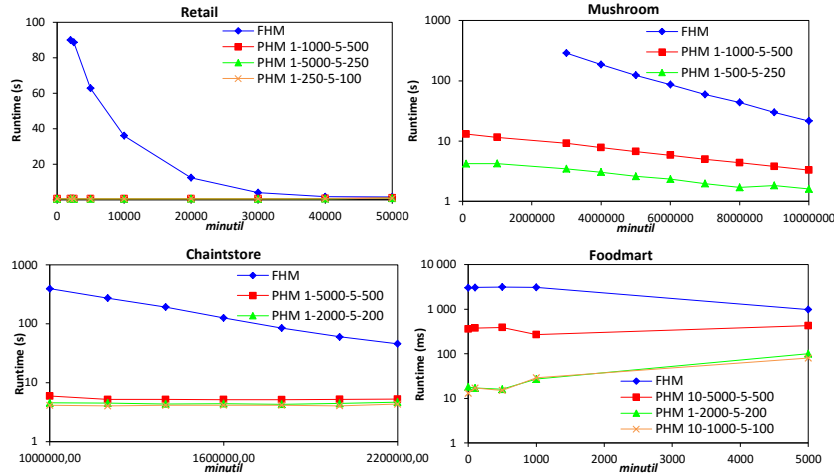 Retail
Runtime (s)
100
80
60
40
20
0
10000
20000
30000
40000
50000
minutil
FHM
PHM 1-1000-5-500
PHM 1-5000-5-250
PHM 1-250-5-100
Mushroom
Runtime (s)
1000
100
10
1
0
2000000
4000000
6000000
8000000
10000000
minutil
FHM
PHM 1-1000-5-500
PHM 1-500-5-250
Chaintstore
Runtime (s)
1000
100
10
1
1000000,00
1600000,00
2200000,00
minutil
FHM
PHM 1-5000-5-500
PHM 1-2000-5-200
Foodmart
Runtime (ms)
10 000
1 000
100
10
1
0
1000
2000
3000
4000
5000
minutil
FHM
PHM 10-5000-5-500
PHM 1-2000-5-200
PHM 10-1000-5-100